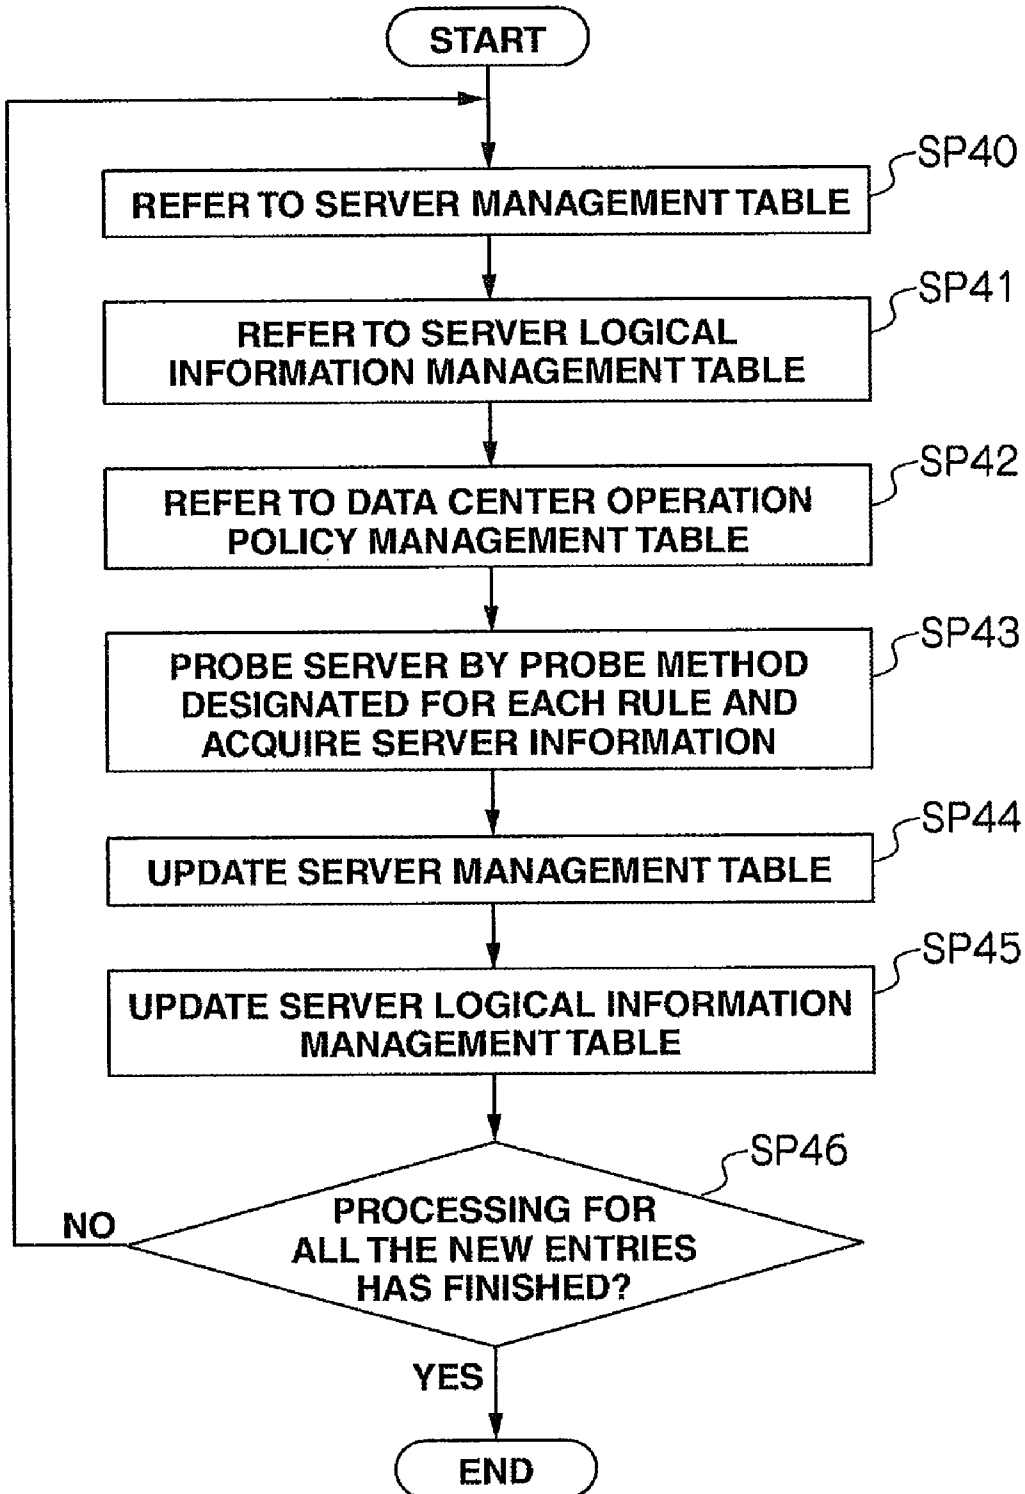 START
SP40
REFER TO SERVER MANAGEMENT TABLE
SP41
REFER TO SERVER LOGICAL
INFORMATION MANAGEMENT TABLE
SP42
REFER TO DATA CENTER OPERATION
POLICY MANAGEMENT TABLE
SP43
PROBE SERVER BY PROBE METHOD
DESIGNATED FOR EACH RULE AND
ACQUIRE SERVER INFORMATION
SP44
UPDATE SERVER MANAGEMENT TABLE
SP45
UPDATE SERVER LOGICAL INFORMATION
MANAGEMENT TABLE
SP46
PROCESSING FOR
ALL THE NEW ENTRIES
HAS FINISHED?
NO
YES
END